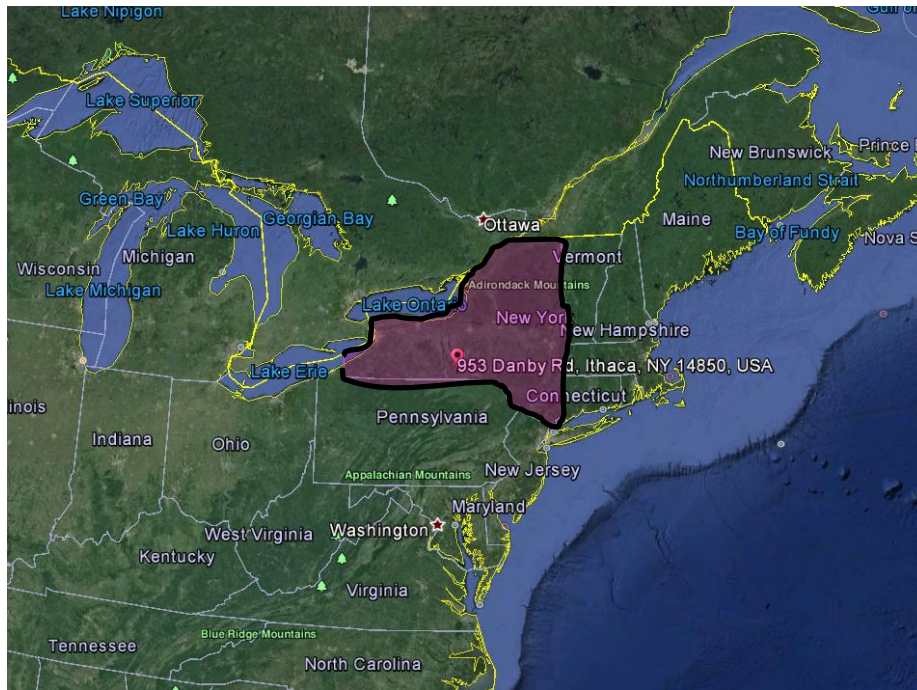 Lake Nipigon
Gulf of
Lake Superior
New Brunswick
Prince E
Northumberland Strait
Green Bay
Georgian Bay
Ottawa
Maine
Lake Huron
Bay of Fundy
Nova S
Michigan
Vermont
Wisconsin
Lake Michigan
Adirondack Mountains
Lake Ontario
New York
New Hampshire
953 Danby Rd, Ithaca, NY 14850, USA
Lake Erie
Connecticut
llinois
Pennsylvania
Indiana
Ohio
Appalachian Mountains
New Jersey
Maryland
West Virginia
Washington
Kentucky
Virginia
Blue Ridge Mountains
Tennessee
North Carolina